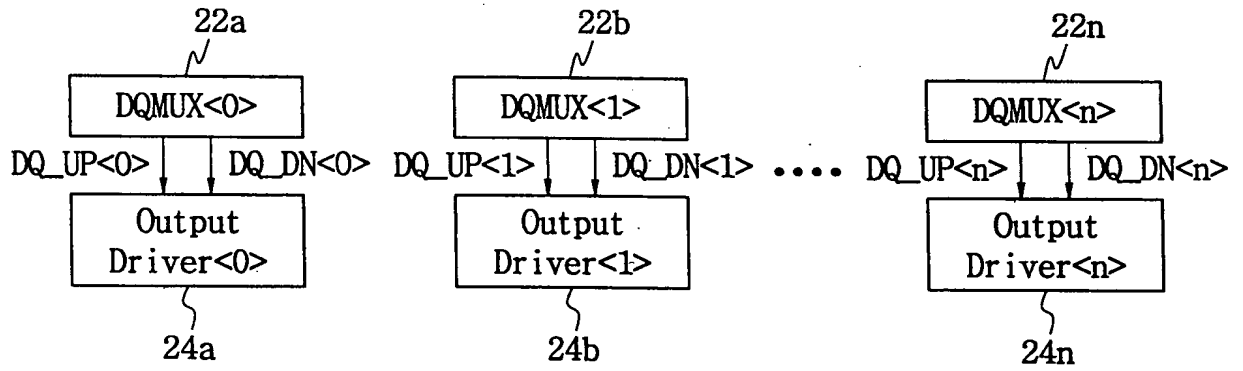 22a 22b 22n
DQMUX<0> DQMUX<1> DQMUX<n>
DQ_UP<0> DQ_DN<0> DQ_UP<1> DQ_DN<1> •••• DQ_UP<n> DQ_DN<n>
Output Output Output
Driver<0> Driver<1> Driver<n>
24a 24b 24n